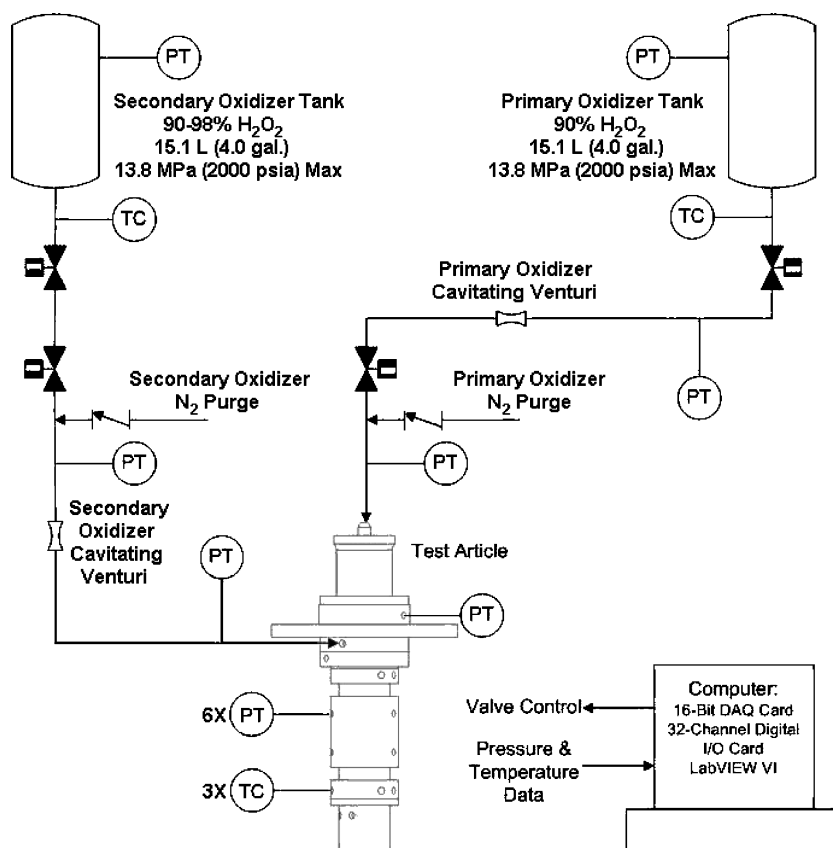 PT
Secondary Oxidizer Tank
90-98% H₂O₂
15.1 L (4.0 gal.)
13.8 MPa (2000 psia) Max
TC
PT
Primary Oxidizer Tank
90% H₂O₂
15.1 L (4.0 gal.)
13.8 MPa (2000 psia) Max
TC
Primary Oxidizer
Cavitating Venturi
PT
Secondary Oxidizer
N₂ Purge
Primary Oxidizer
N₂ Purge
PT
PT
Secondary
Oxidizer
Cavitating
Venturi
PT
Test Article
PT
6X PT
3X TC
Valve Control
Pressure &
Temperature
Data
Computer:
16-Bit DAQ Card
32-Channel Digital
I/O Card
LabVIEW VI